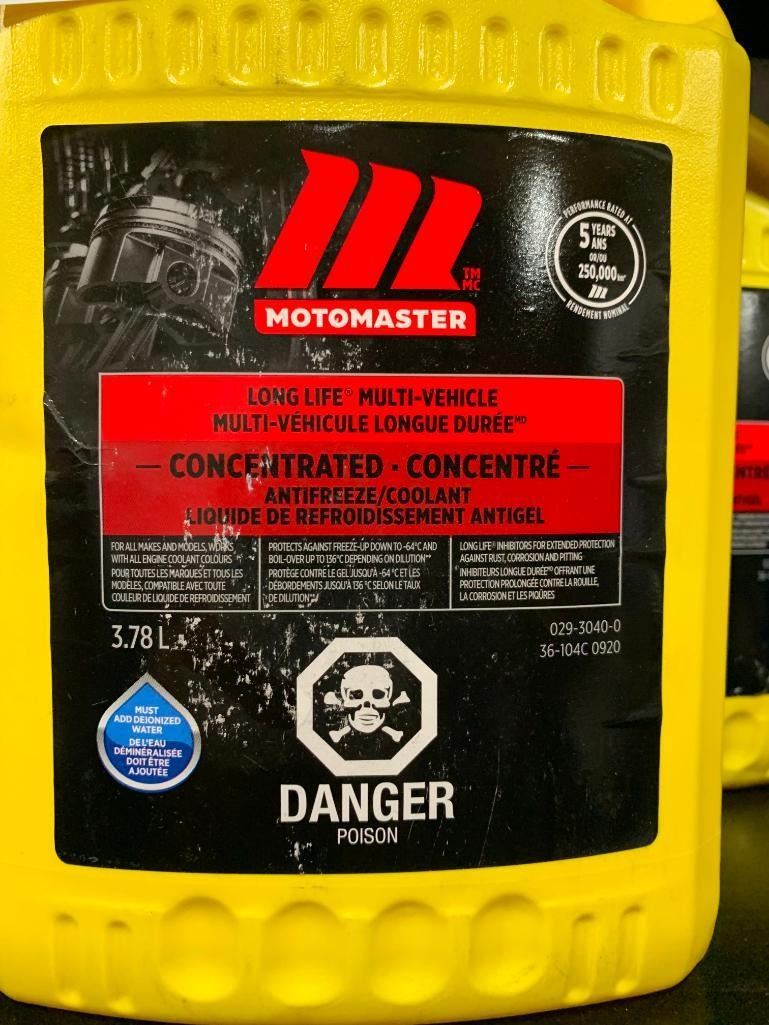 TM
MC
MOTOMASTER
PERFORMANCE RATED AT
5 YEARS
ANS
OR/OU
250,000 km
RENDEMENT NOMINAL
LONG LIFE® MULTI-VEHICLE
MULTI-VÉHICULE LONGUE DURÉE MD
— CONCENTRATED · CONCENTRÉ —
ANTIFREEZE/COOLANT
LIQUIDE DE REFROIDISSEMENT ANTIGEL
FOR ALL MAKES AND MODELS, WORKS
WITH ALL ENGINE COOLANT COLOURS
POUR TOUTES LES MARQUES ET TOUS LES
MODÈLES, COMPATIBLE AVEC TOUTE
COULEUR DE LIQUIDE DE REFROIDISSEMENT
PROTECTS AGAINST FREEZE-UP DOWN TO -64°C AND
BOIL-OVER UP TO 136°C DEPENDING ON DILUTION**
PROTÈGE CONTRE LE GEL JUSQU'À -64 °C ET LES
DÉBORDEMENTS JUSQU'À 136 °C SELON LE TAUX
DE DILUTION**
LONG LIFE® INHIBITORS FOR EXTENDED PROTECTION
AGAINST RUST, CORROSION AND PITTING
INHIBITEURS LONGUE DURÉE MD OFFRANT UNE
PROTECTION PROLONGÉE CONTRE LA ROUILLE,
LA CORROSION ET LES PIQÛRES
3.78 L
029-3040-0
36-104C 0920
MUST
ADD DEIONIZED
WATER
DE L'EAU
DÉMINÉRALISÉE
DOIT ÊTRE
AJOUTÉE
DANGER
POISON